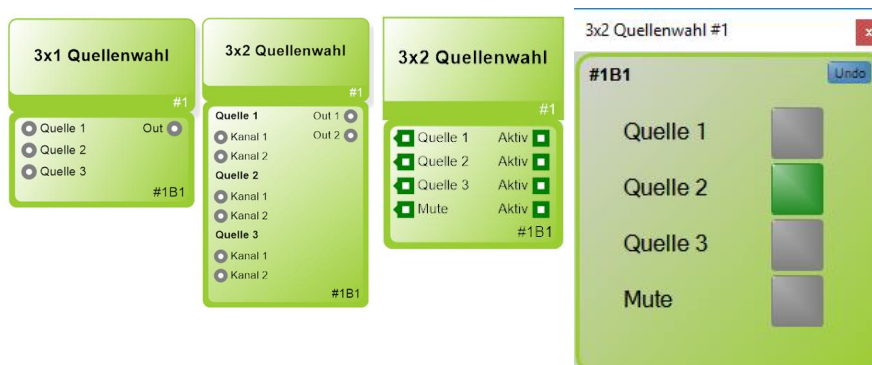 3x1 Quellenwahl
#1
Quelle 1 Out
Quelle 2
Quelle 3
#1B1
3x2 Quellenwahl
#1
Quelle 1 Out 1
Kanal 1 Out 2
Kanal 2
Quelle 2
Kanal 1
Kanal 2
Quelle 3
Kanal 1
Kanal 2
#1B1
3x2 Quellenwahl
#1
Quelle 1 Aktiv
Quelle 2 Aktiv
Quelle 3 Aktiv
Mute Aktiv
#1B1
3x2 Quellenwahl #1
x
#1B1 Undo
Quelle 1
Quelle 2
Quelle 3
Mute